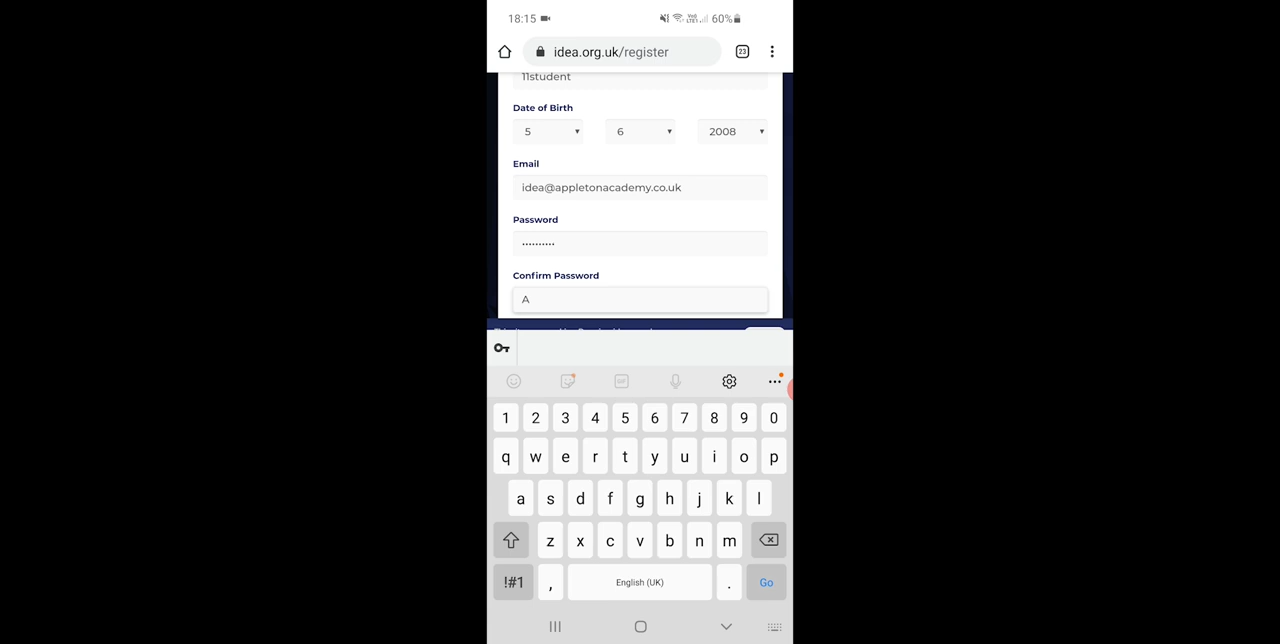 18:15 60%
idea.org.uk/register 23
11student
Date of Birth
5 6 2008
Email
idea@appletonacademy.co.uk
Password
••••••••••
Confirm Password
A
GIF
1 2 3 4 5 6 7 8 9 0
q w e r t y u i o p
a s d f g h j k l
z x c v b n m
!#1 , English (UK) . Go